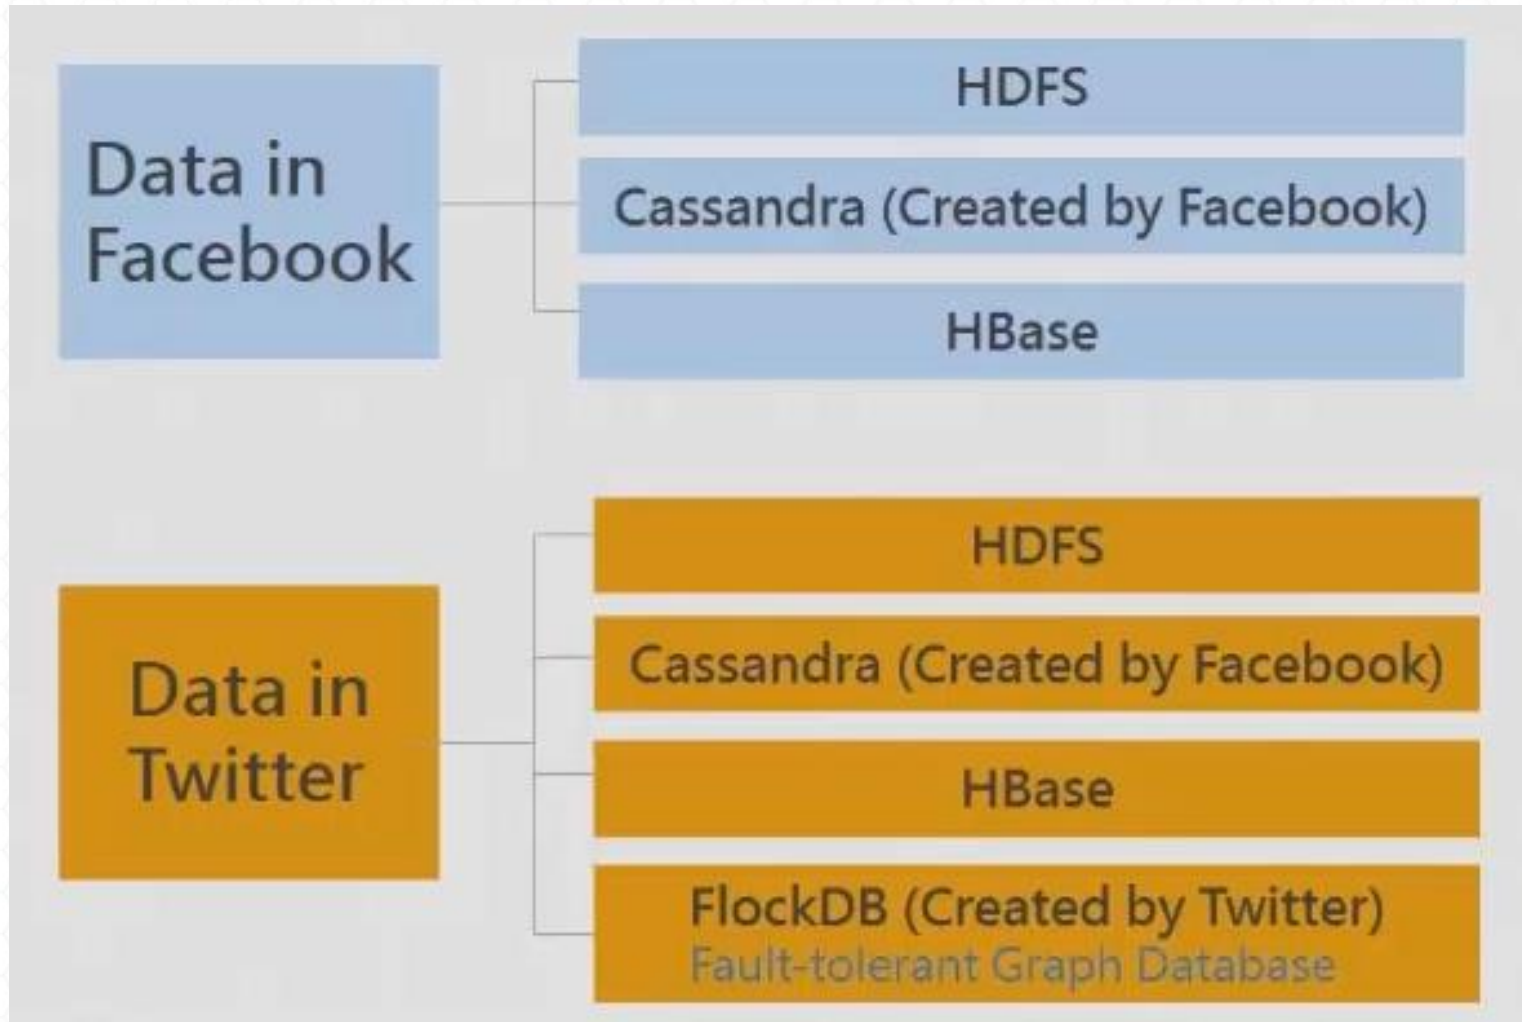 Data in
Facebook
HDFS
Cassandra (Created by Facebook)
HBase
Data in
Twitter
HDFS
Cassandra (Created by Facebook)
HBase
FlockDB (Created by Twitter)
Fault-tolerant Graph Database